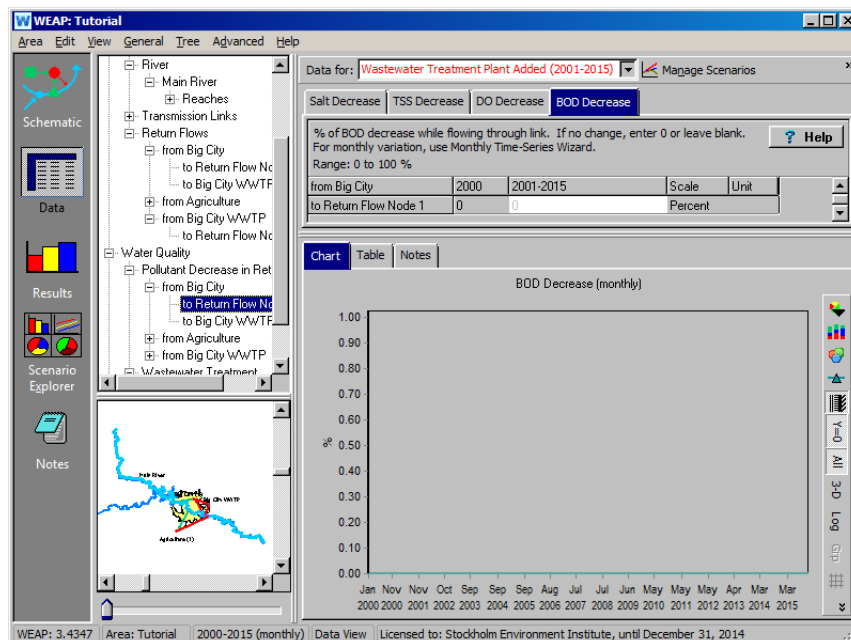 WEAP: Tutorial
Area Edit View General Tree Advanced Help
Schematic
Data
Results
Scenario
Explorer
Notes
River
Main River
Reaches
Transmission Links
Return Flows
from Big City
to Return Flow No
to Big City WWTP
from Agriculture
from Big City WWTP
to Return Flow No
Water Quality
Pollutant Decrease in Ret
from Big City
to Return Flow No
to Big City WWTP
from Agriculture
from Big City WWTP
Wastewater Treatment
Main River
City WWTP
Agriculture (1)
Data for: Wastewater Treatment Plant Added (2001-2015) Manage Scenarios
Salt Decrease TSS Decrease DO Decrease BOD Decrease
% of BOD decrease while flowing through link. If no change, enter 0 or leave blank.
For monthly variation, use Monthly Time-Series Wizard.
Range: 0 to 100 %
? Help
from Big City 2000 2001-2015 Scale Unit
to Return Flow Node 1 0 0 Percent
Chart Table Notes
BOD Decrease (monthly)
1.00
0.90
0.80
0.70
0.60
0.50
0.40
0.30
0.20
0.10
0.00
%
Jan Nov Nov Oct Sep Sep Aug Jul Jul Jun May May May Apr Mar Mar
2000 2000 2001 2002 2003 2004 2005 2006 2007 2008 2009 2010 2011 2012 2013 2014 2015
Y=0
All
3-D
Log
Grp
WEAP: 3.4347 Area: Tutorial 2000-2015 (monthly) Data View Licensed to: Stockholm Environment Institute, until December 31, 2014